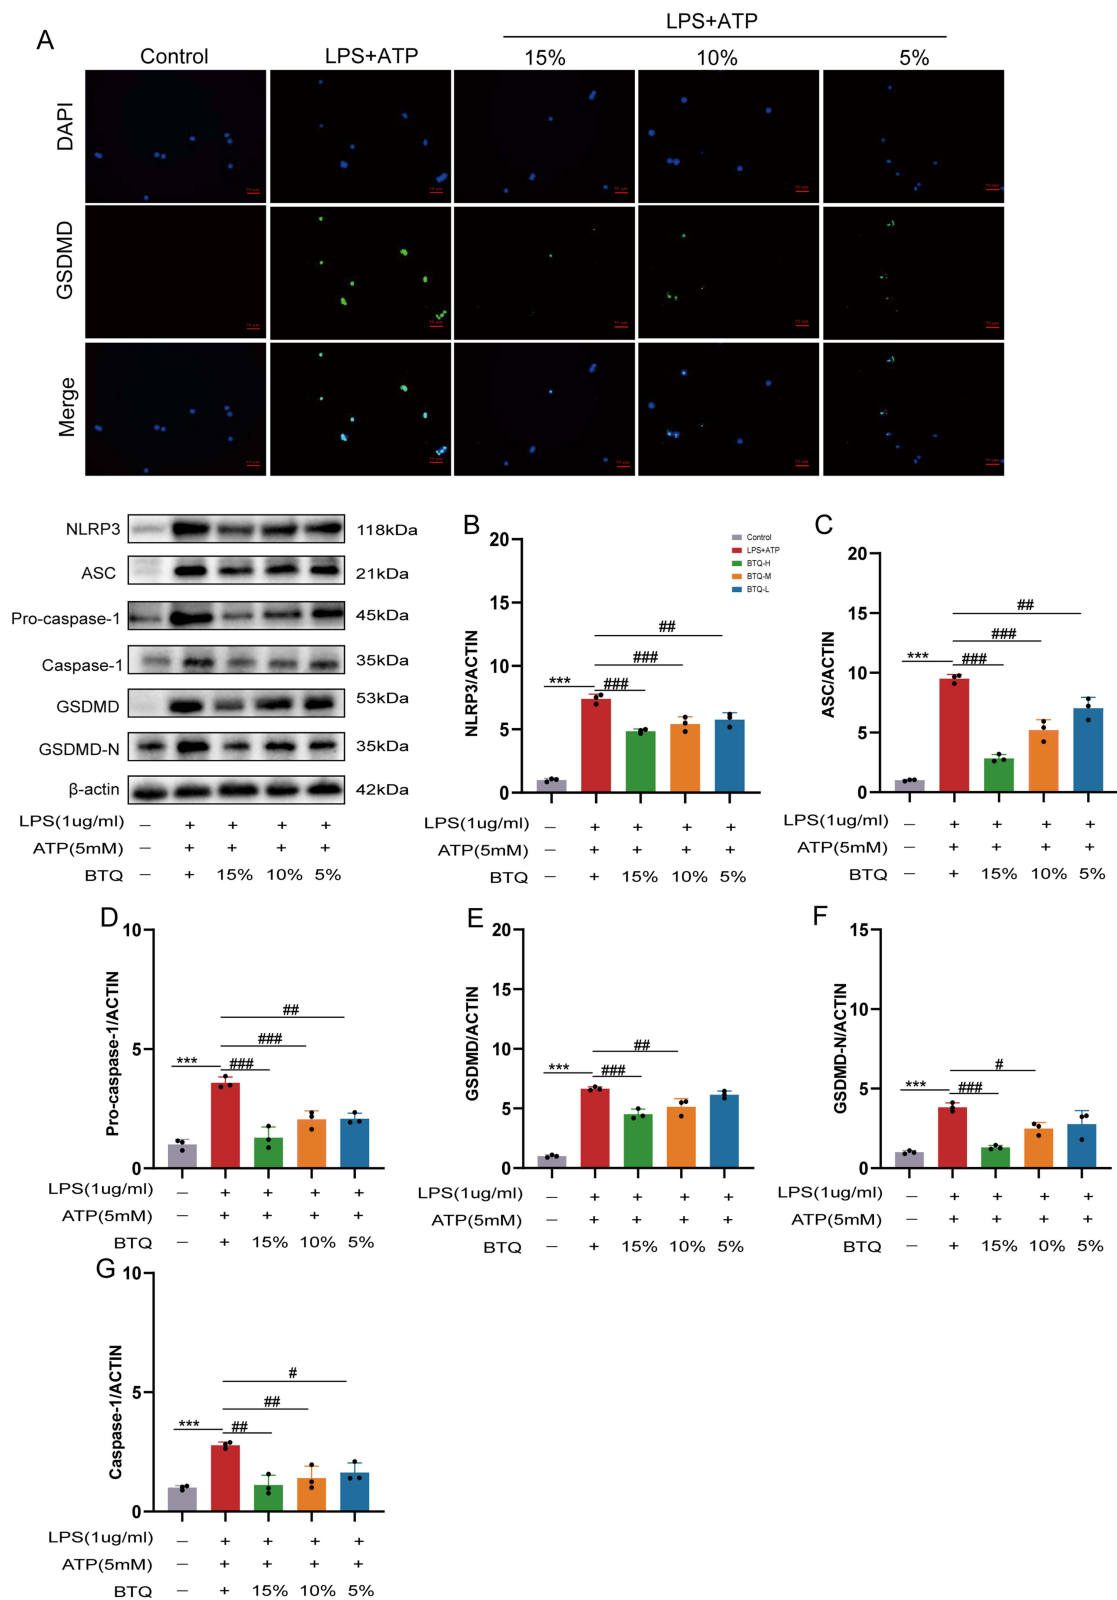 A
LPS+ATP
Control LPS+ATP 15% 10% 5%
DAPI
GSDMD
Merge
NLRP3 118kDa
ASC 21kDa
Pro-caspase-1 45kDa
Caspase-1 35kDa
GSDMD 53kDa
GSDMD-N 35kDa
β-actin 42kDa
LPS(1ug/ml) — + + + +
ATP(5mM) — + + + +
BTQ — + 15% 10% 5%
B
Control
LPS+ATP
BTQ-H
BTQ-M
BTQ-L
NLRP3/ACTIN
20
15
10
5
0
##
###
*** ###
LPS(1ug/ml) — + + + +
ATP(5mM) — + + + +
BTQ — + 15% 10% 5%
C
ASC/ACTIN
20
15
10
5
0
##
###
*** ###
LPS(1ug/ml) — + + + +
ATP(5mM) — + + + +
BTQ — + 15% 10% 5%
D
Pro-caspase-1/ACTIN
10
5
0
##
###
*** ###
LPS(1ug/ml) — + + + +
ATP(5mM) — + + + +
BTQ — + 15% 10% 5%
E
GSDMD/ACTIN
20
15
10
5
0
##
*** ###
LPS(1ug/ml) — + + + +
ATP(5mM) — + + + +
BTQ — + 15% 10% 5%
F
GSDMD-N/ACTIN
15
10
5
0
#
*** ###
LPS(1ug/ml) — + + + +
ATP(5mM) — + + + +
BTQ — + 15% 10% 5%
G
Caspase-1/ACTIN
10
5
0
#
##
*** ##
LPS(1ug/ml) — + + + +
ATP(5mM) — + + + +
BTQ — + 15% 10% 5%